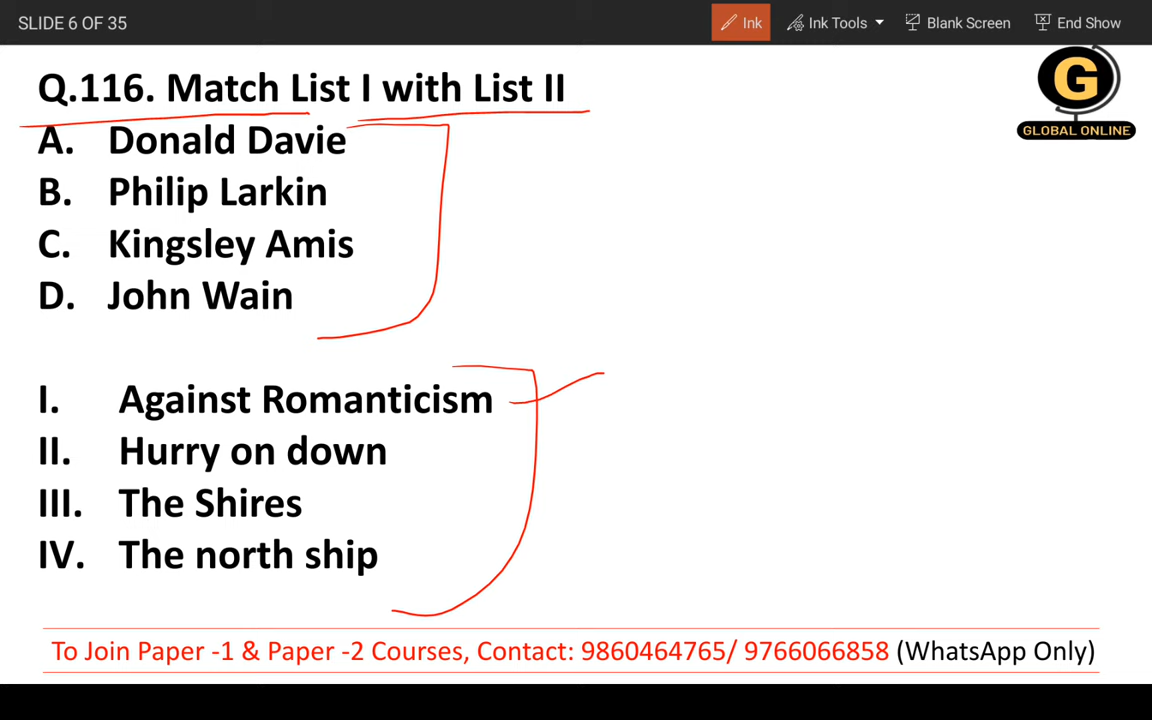 SLIDE 6 OF 35
Ink
Ink Tools
Blank Screen
End Show
Q.116. Match List I with List II
G
GLOBAL ONLINE
A. Donald Davie
B. Philip Larkin
C. Kingsley Amis
D. John Wain
I. Against Romanticism
II. Hurry on down
III. The Shires
IV. The north ship
To Join Paper -1 & Paper -2 Courses, Contact: 9860464765/ 9766066858 (WhatsApp Only)